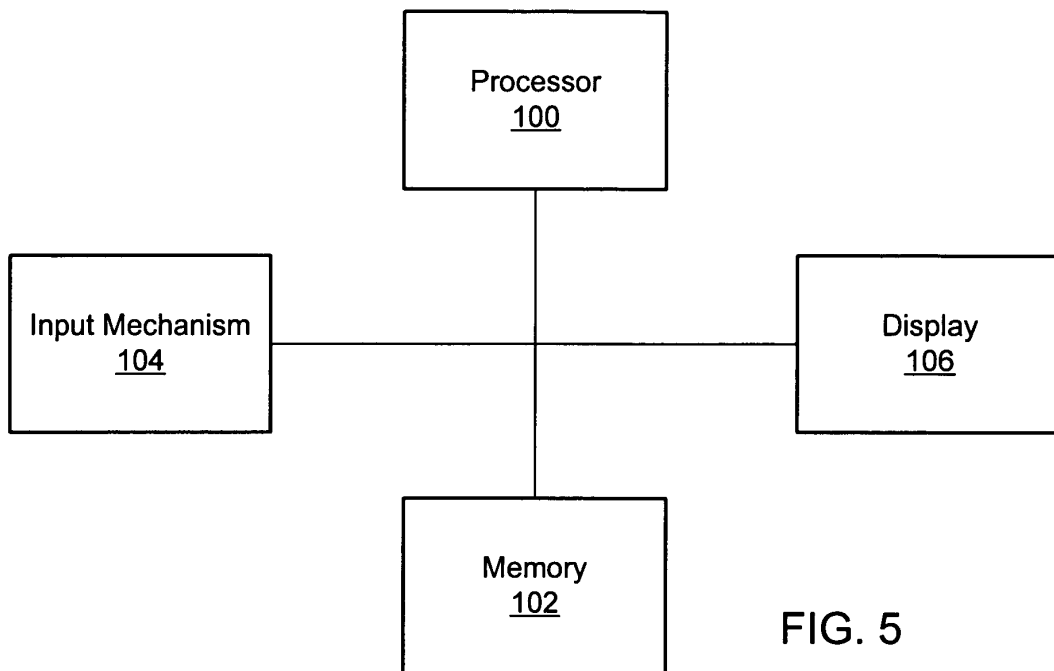 Processor
100
Input Mechanism
104
Display
106
Memory
102
FIG. 5